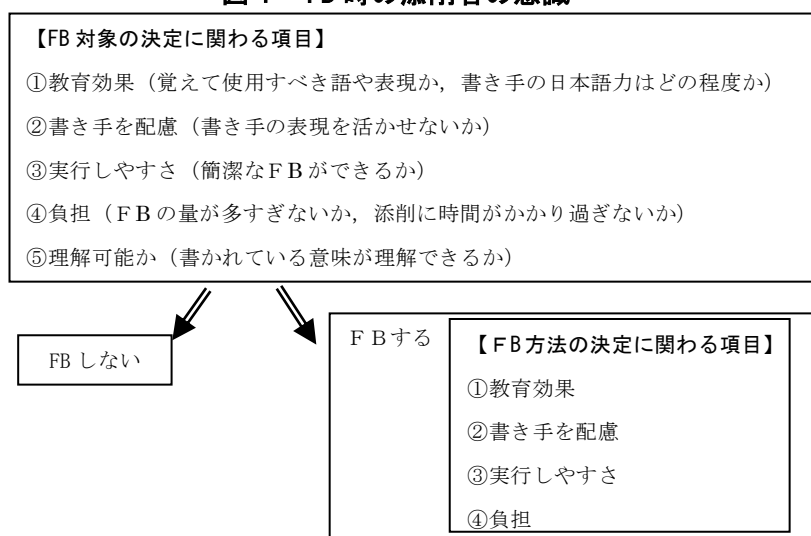 【FB 対象の決定に関わる項目】
①教育効果（覚えて使用すべき語や表現か，書き手の日本語力はどの程度か）
②書き手を配慮（書き手の表現を活かせないか）
③実行しやすさ（簡潔なＦＢができるか）
④負担（ＦＢの量が多すぎないか，添削に時間がかかり過ぎないか）
⑤理解可能か（書かれている意味が理解できるか）
FB しない
ＦＢする
【ＦB方法の決定に関わる項目】
①教育効果
②書き手を配慮
③実行しやすさ
④負担